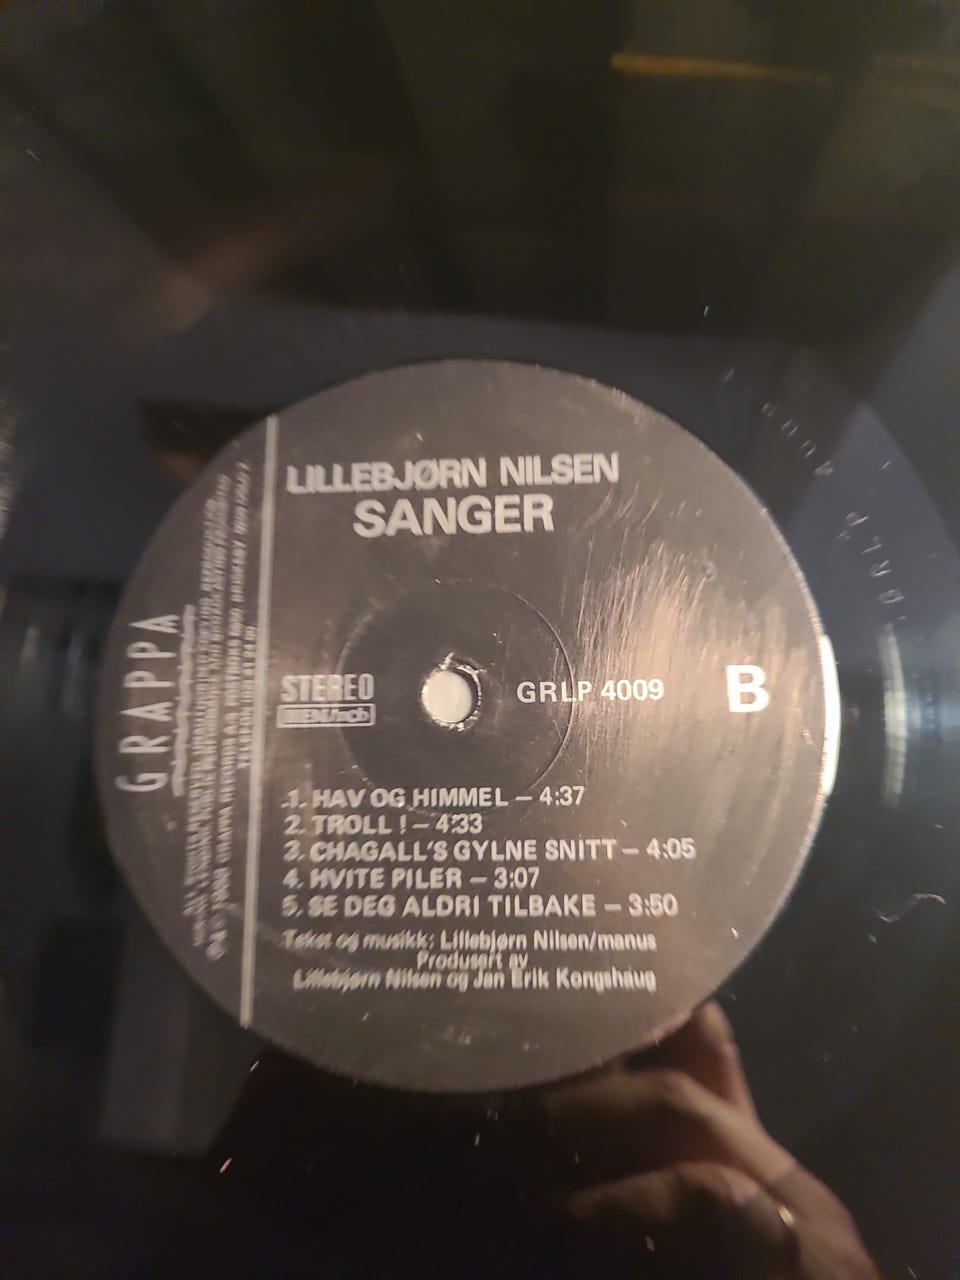 LILLEBJØRN NILSEN
SANGER
STEREO
GRLP 4009
B
1. HAV OG HIMMEL – 4:37
2. TROLL ! – 4:33
3. CHAGALL'S GYLNE SNITT – 4:05
4. HVITE PILER – 3:07
5. SE DEG ALDRI TILBAKE – 3:50
Tekst og musikk: Lillebjørn Nilsen/manus
Produsert av
Lillebjørn Nilsen og Jan Erik Kongshaug
GRAPPA
GRLP 400